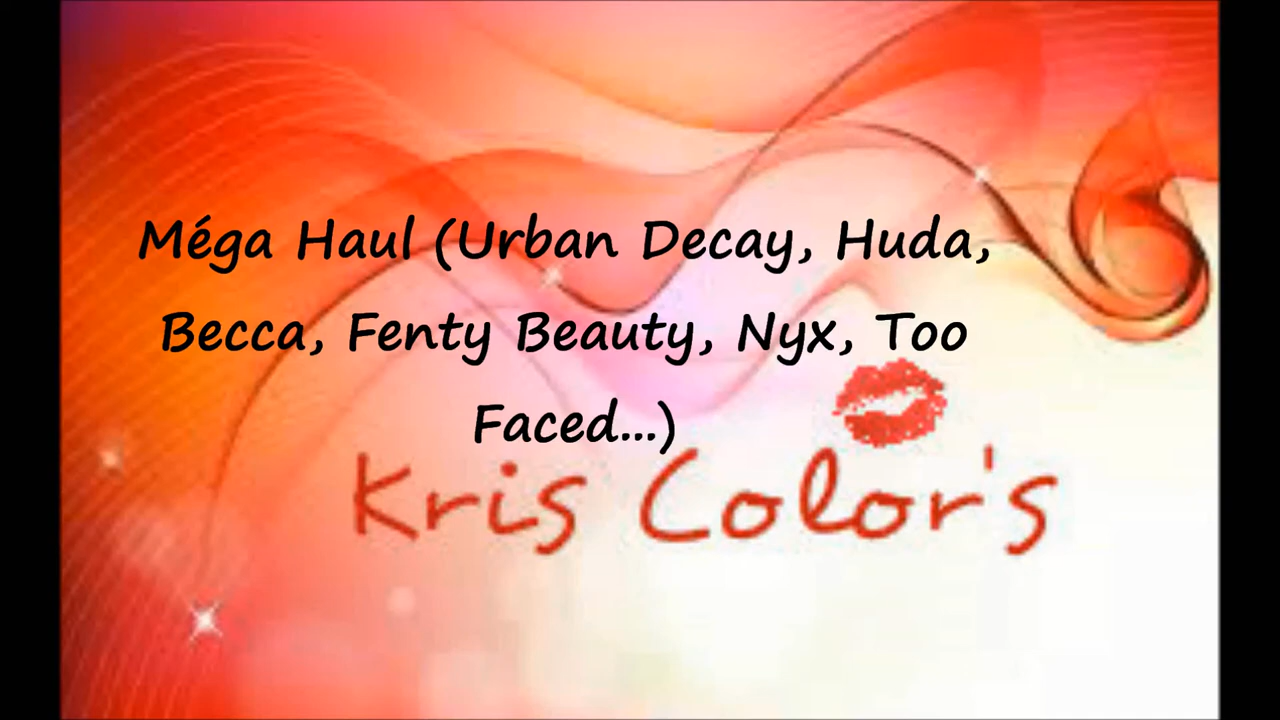 Méga Haul (Urban Decay, Huda,
Becca, Fenty Beauty, Nyx, Too
Faced...)
Kris Color's